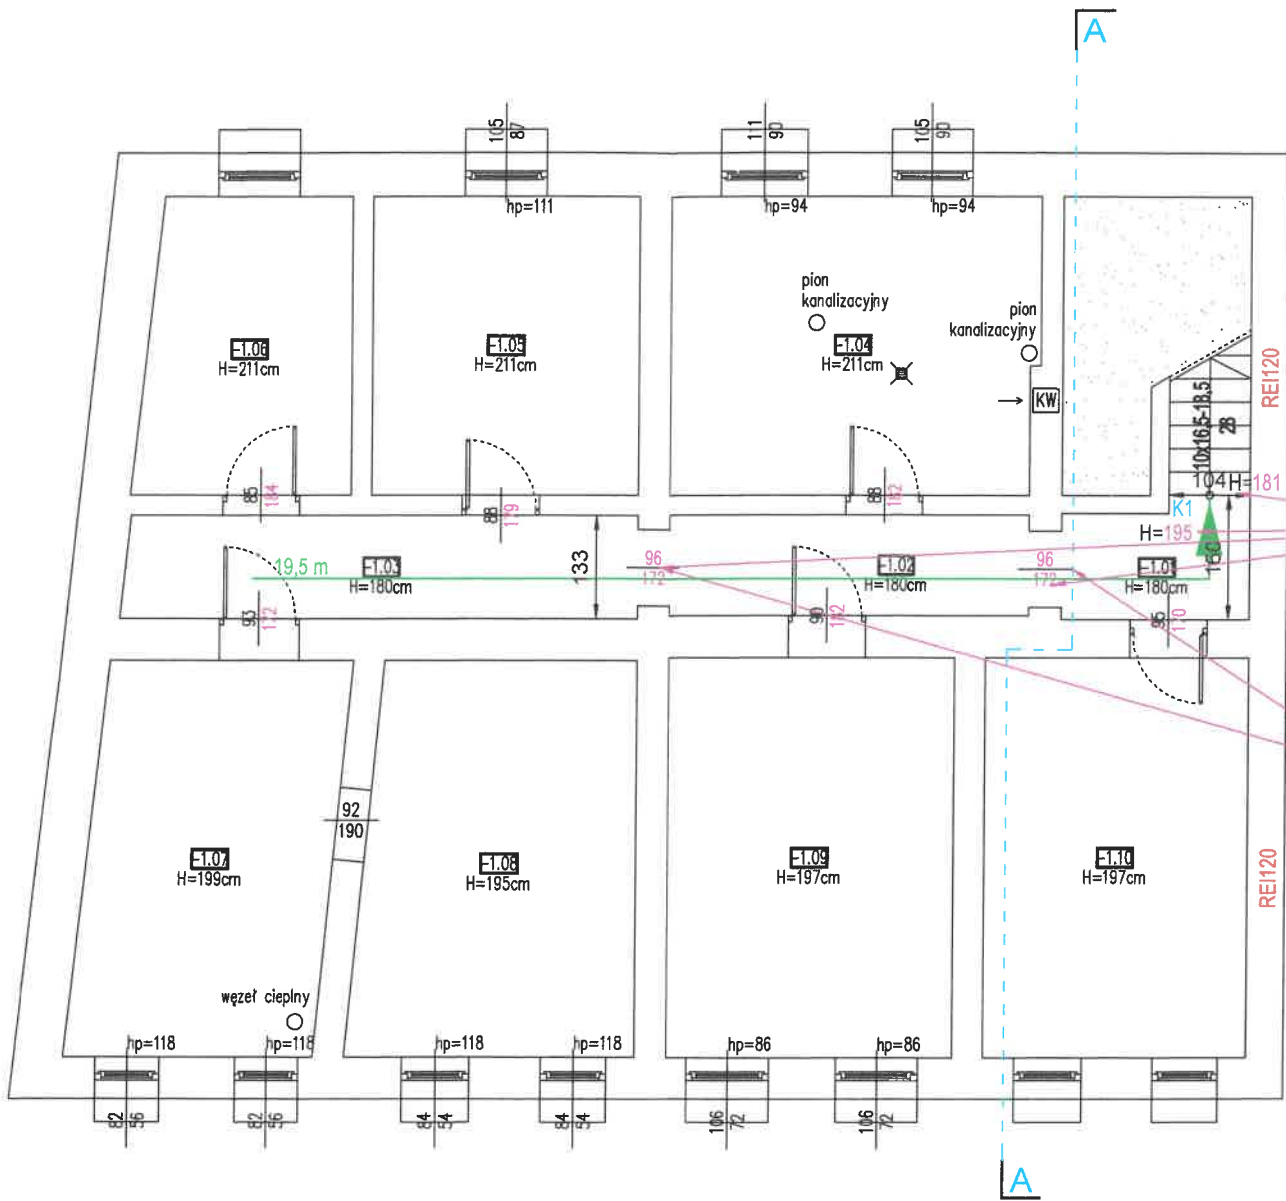 A
105
87
111
90
105
90
hp=111
hp=94
hp=94
pion
kanalizacyjny
pion
kanalizacyjny
-1.06
H=211cm
-1.05
H=211cm
-1.04
H=211cm
KW
REI120
10x16,5-18,5
28
85
184
88
179
88
182
104
H=181
K1
H=195
160
19,5 m
-1.03
H=180cm
133
96
172
-1.02
H=180cm
96
172
-1.01
H=180cm
93
172
90
182
95
170
92
190
-1.07
H=199cm
-1.08
H=195cm
-1.09
H=197cm
-1.10
H=197cm
REI120
węzeł cieplny
hp=118
hp=118
hp=118
hp=118
hp=86
hp=86
82
56
82
56
84
54
84
54
106
72
106
72
A